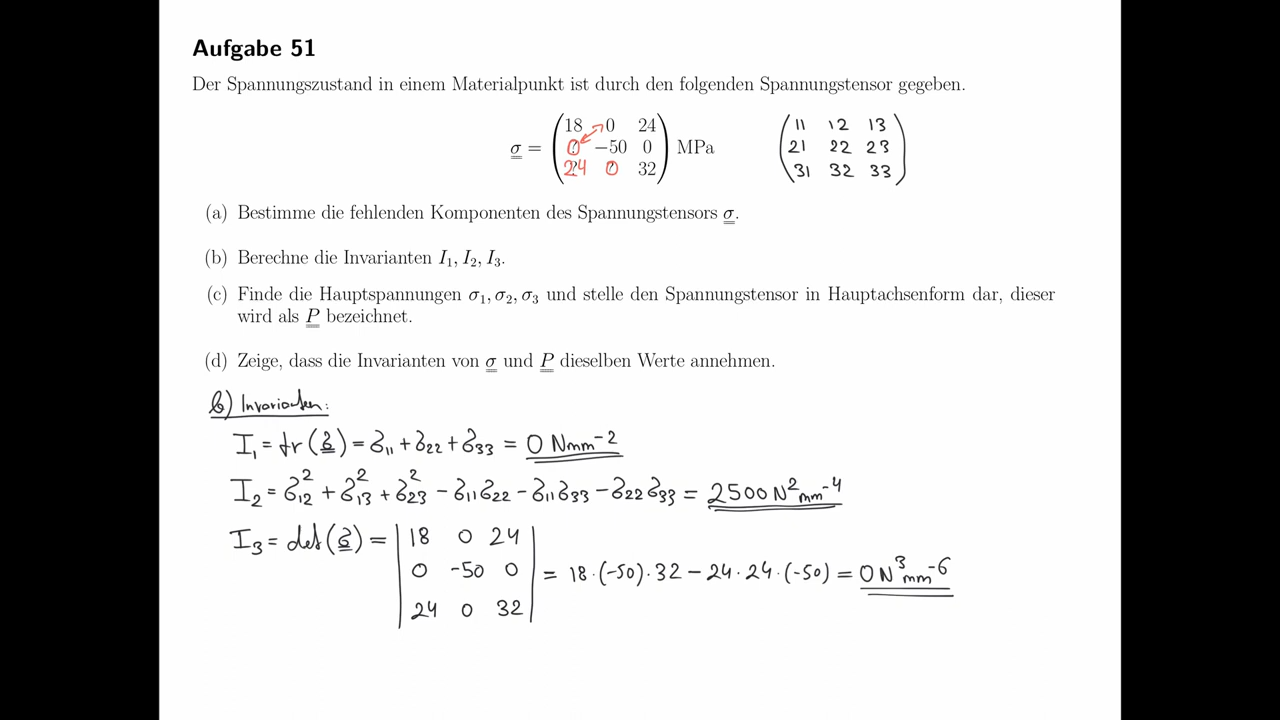 Aufgabe 51
Der Spannungszustand in einem Materialpunkt ist durch den folgenden Spannungstensor gegeben.
18 0 24
σ = 0 −50 0 MPa
24 0 32
11 12 13
21 22 23
31 32 33
(a) Bestimme die fehlenden Komponenten des Spannungstensors σ.
(b) Berechne die Invarianten I₁, I₂, I₃.
(c) Finde die Hauptspannungen σ₁, σ₂, σ₃ und stelle den Spannungstensor in Hauptachsenform dar, dieser
wird als P bezeichnet.
(d) Zeige, dass die Invarianten von σ und P dieselben Werte annehmen.
b) Invarianten:
I₁ = tr(σ) = σ₁₁ + σ₂₂ + σ₃₃ = 0 Nmm⁻²
I₂ = σ₁₂² + σ₁₃² + σ₂₃² − σ₁₁σ₂₂ − σ₁₁σ₃₃ − σ₂₂σ₃₃ = 2500 N² mm⁻⁴
I₃ = det(σ) = | 18 0 24 |
0 -50 0 = 18·(-50)·32 − 24·24·(-50) = 0 N³ mm⁻⁶
24 0 32